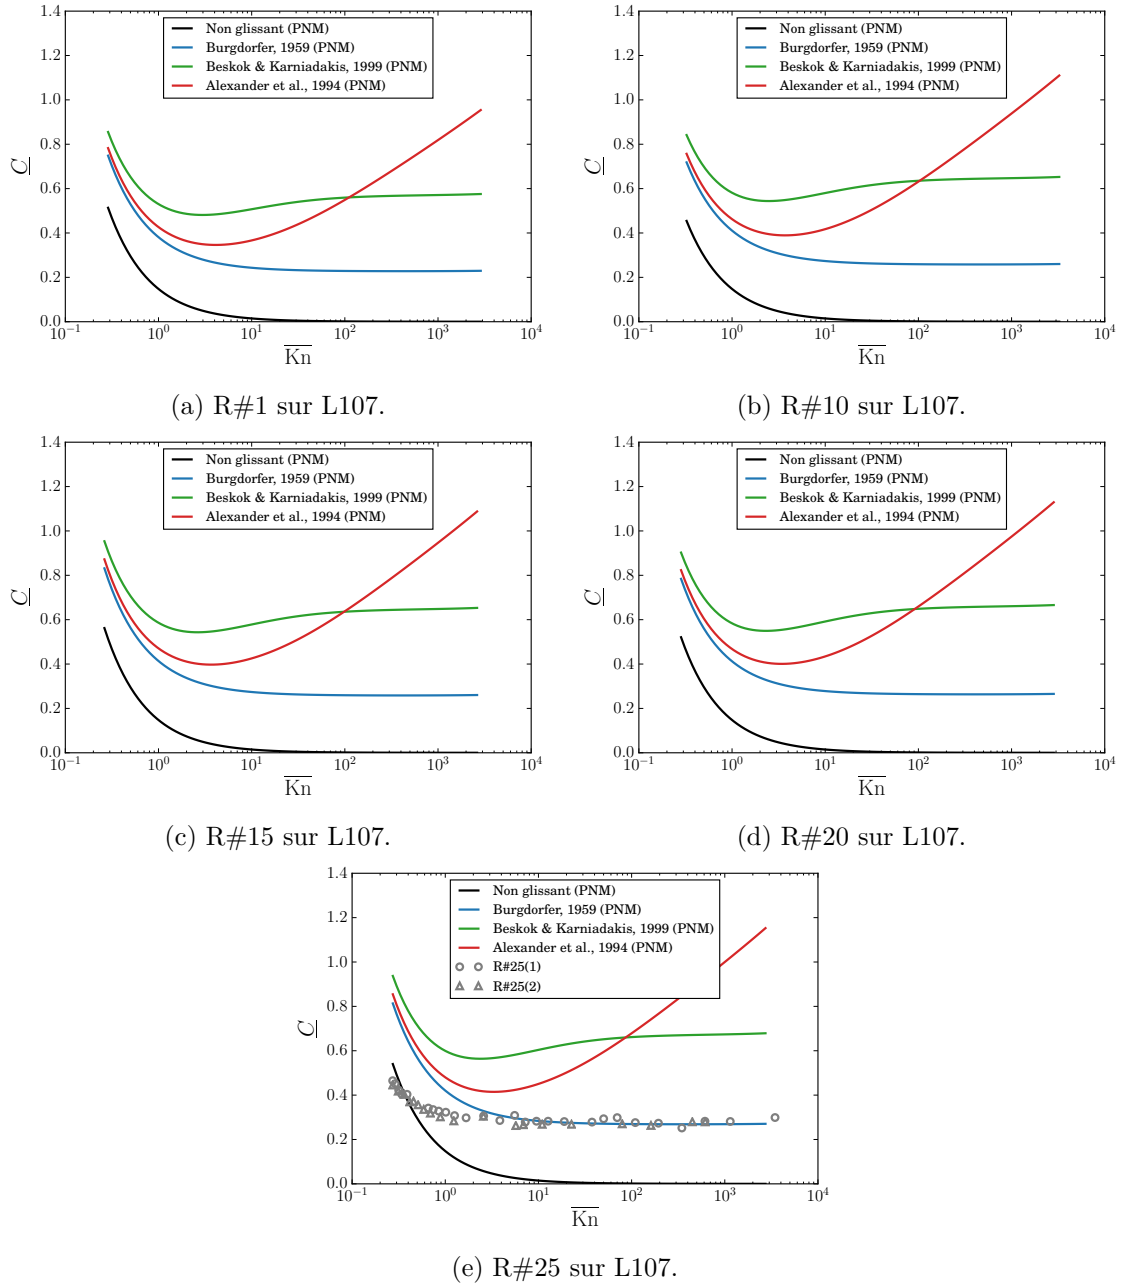 1.4
1.2
1.0
0.8
0.6
0.4
0.2
0.0
C
Non glissant (PNM)
Burgdorfer, 1959 (PNM)
Beskok & Karniadakis, 1999 (PNM)
Alexander et al., 1994 (PNM)
10⁻¹ 10⁰ 10¹ 10² 10³ 10⁴
Kn
(a) R#1 sur L107.
1.4
1.2
1.0
0.8
0.6
0.4
0.2
0.0
C
Non glissant (PNM)
Burgdorfer, 1959 (PNM)
Beskok & Karniadakis, 1999 (PNM)
Alexander et al., 1994 (PNM)
10⁻¹ 10⁰ 10¹ 10² 10³ 10⁴
Kn
(b) R#10 sur L107.
1.4
1.2
1.0
0.8
0.6
0.4
0.2
0.0
C
Non glissant (PNM)
Burgdorfer, 1959 (PNM)
Beskok & Karniadakis, 1999 (PNM)
Alexander et al., 1994 (PNM)
10⁻¹ 10⁰ 10¹ 10² 10³ 10⁴
Kn
(c) R#15 sur L107.
1.4
1.2
1.0
0.8
0.6
0.4
0.2
0.0
C
Non glissant (PNM)
Burgdorfer, 1959 (PNM)
Beskok & Karniadakis, 1999 (PNM)
Alexander et al., 1994 (PNM)
10⁻¹ 10⁰ 10¹ 10² 10³ 10⁴
Kn
(d) R#20 sur L107.
1.4
1.2
1.0
0.8
0.6
0.4
0.2
0.0
C
Non glissant (PNM)
Burgdorfer, 1959 (PNM)
Beskok & Karniadakis, 1999 (PNM)
Alexander et al., 1994 (PNM)
R#25(1)
R#25(2)
10⁻¹ 10⁰ 10¹ 10² 10³ 10⁴
Kn
(e) R#25 sur L107.